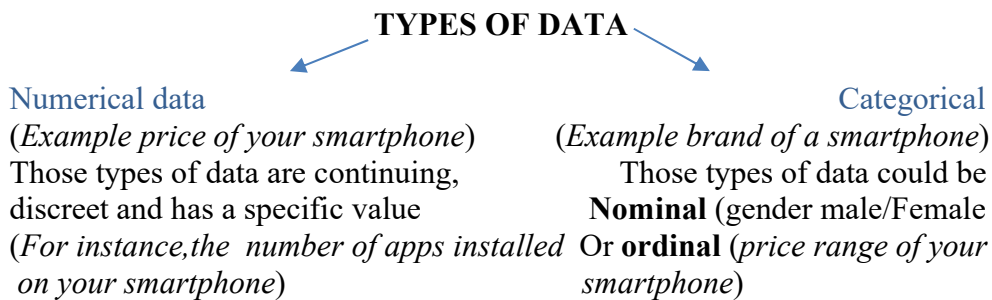 TYPES OF DATA
Numerical data
(Example price of your smartphone)
Those types of data are continuing,
discreet and has a specific value
(For instance,the number of apps installed
on your smartphone)
Categorical
(Example brand of a smartphone)
Those types of data could be
Nominal (gender male/Female
Or ordinal (price range of your
smartphone)